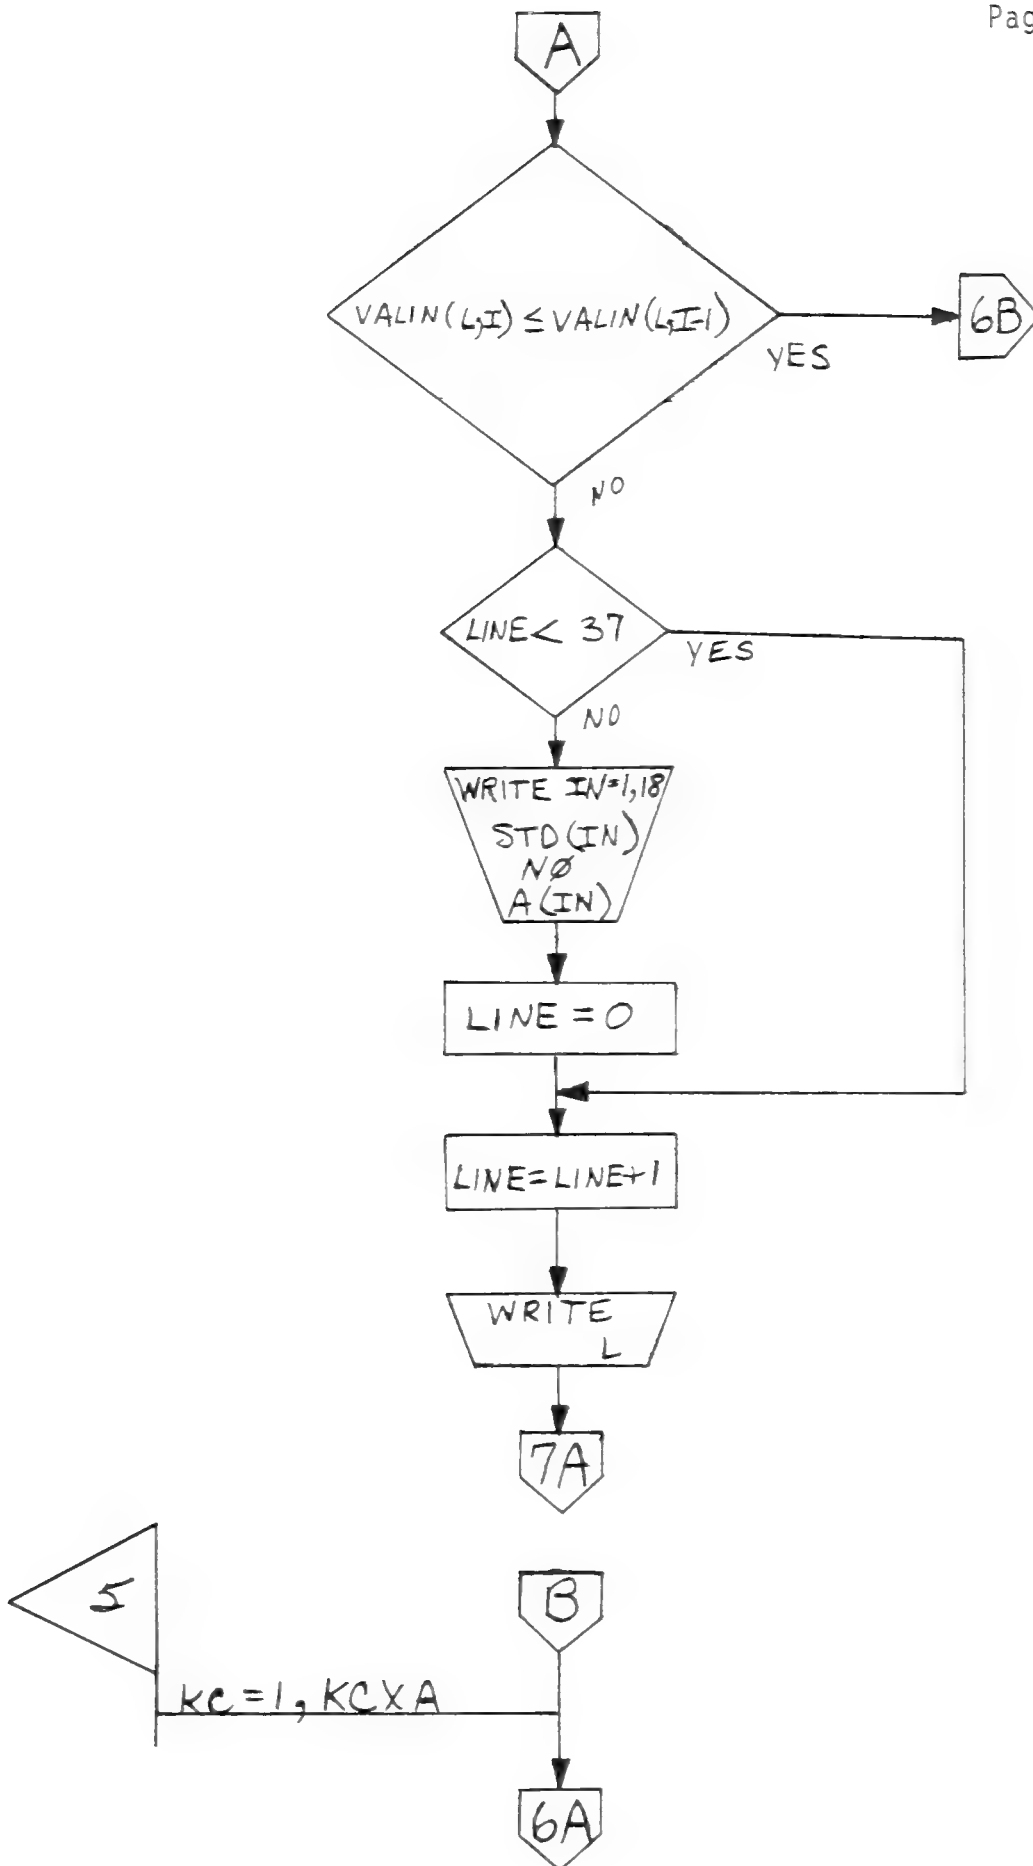 Pag
A
VALIN(L,I) ≤ VALIN(L,I-1)
YES
6B
NO
LINE < 37
YES
NO
WRITE IN=1,18
STD(IN)
NØ
A(IN)
LINE = 0
LINE=LINE+1
WRITE
L
7A
5
B
KC=1, KCXA
6A